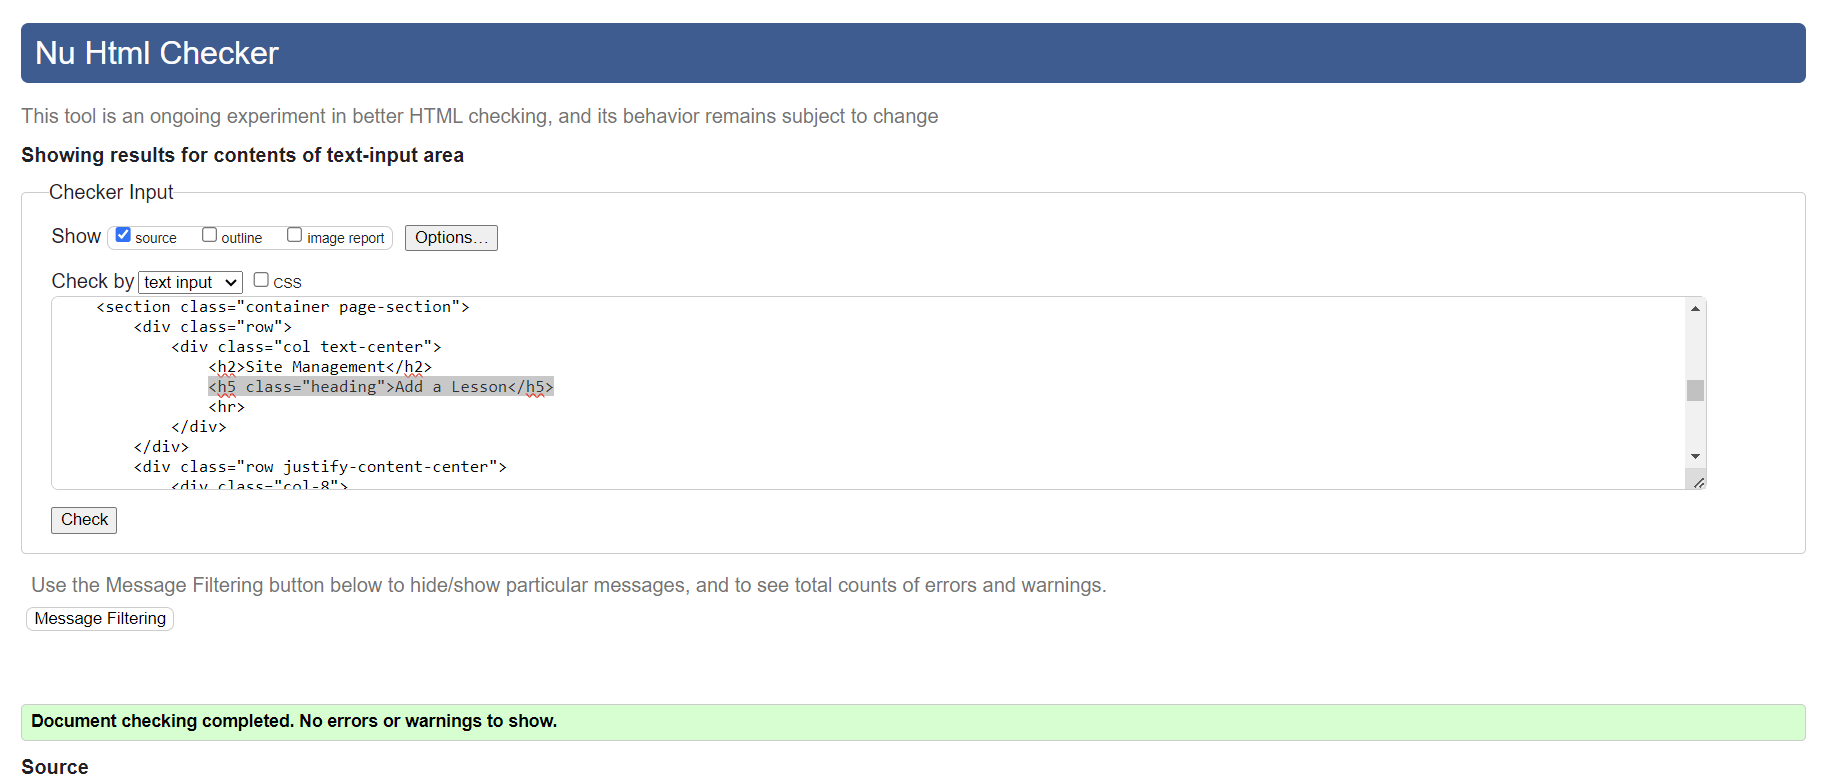 Nu Html Checker
This tool is an ongoing experiment in better HTML checking, and its behavior remains subject to change
Showing results for contents of text-input area
Checker Input
Show source outline image report Options...
Check by text input CSS
<section class="container page-section">
<div class="row">
<div class="col text-center">
<h2>Site Management</h2>
<h5 class="heading">Add a Lesson</h5>
<hr>
</div>
</div>
<div class="row justify-content-center">
<div class="col-8">
Check
Use the Message Filtering button below to hide/show particular messages, and to see total counts of errors and warnings.
Message Filtering
Document checking completed. No errors or warnings to show.
Source